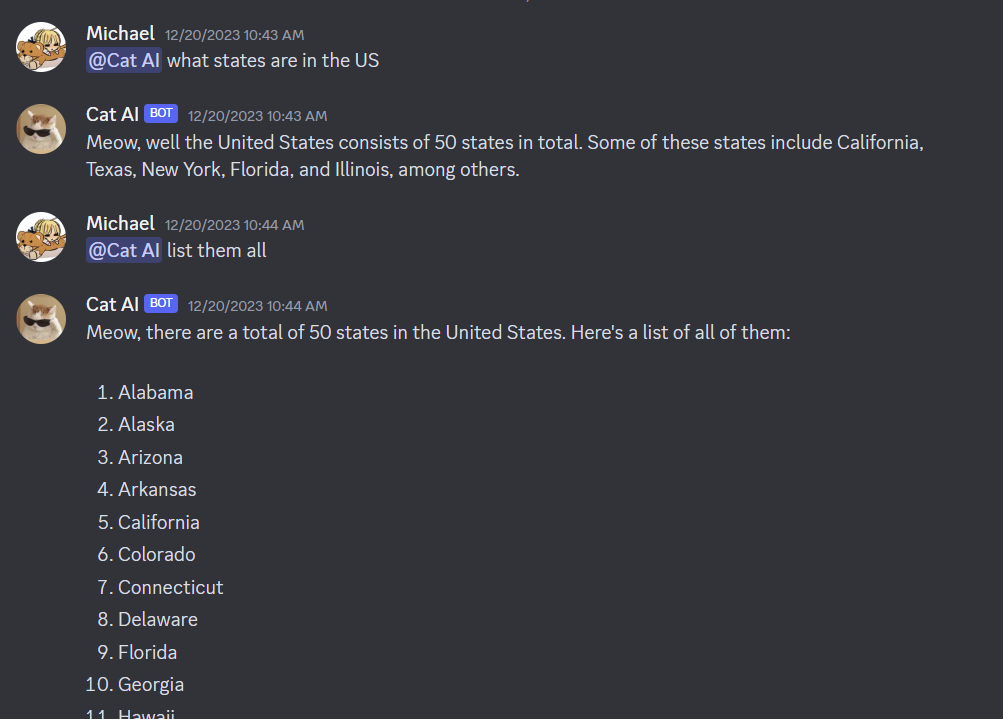 Michael 12/20/2023 10:43 AM
@Cat AI what states are in the US
Cat AI BOT 12/20/2023 10:43 AM
Meow, well the United States consists of 50 states in total. Some of these states include California,
Texas, New York, Florida, and Illinois, among others.
Michael 12/20/2023 10:44 AM
@Cat AI list them all
Cat AI BOT 12/20/2023 10:44 AM
Meow, there are a total of 50 states in the United States. Here's a list of all of them:
1. Alabama
2. Alaska
3. Arizona
4. Arkansas
5. California
6. Colorado
7. Connecticut
8. Delaware
9. Florida
10. Georgia
11. Hawaii